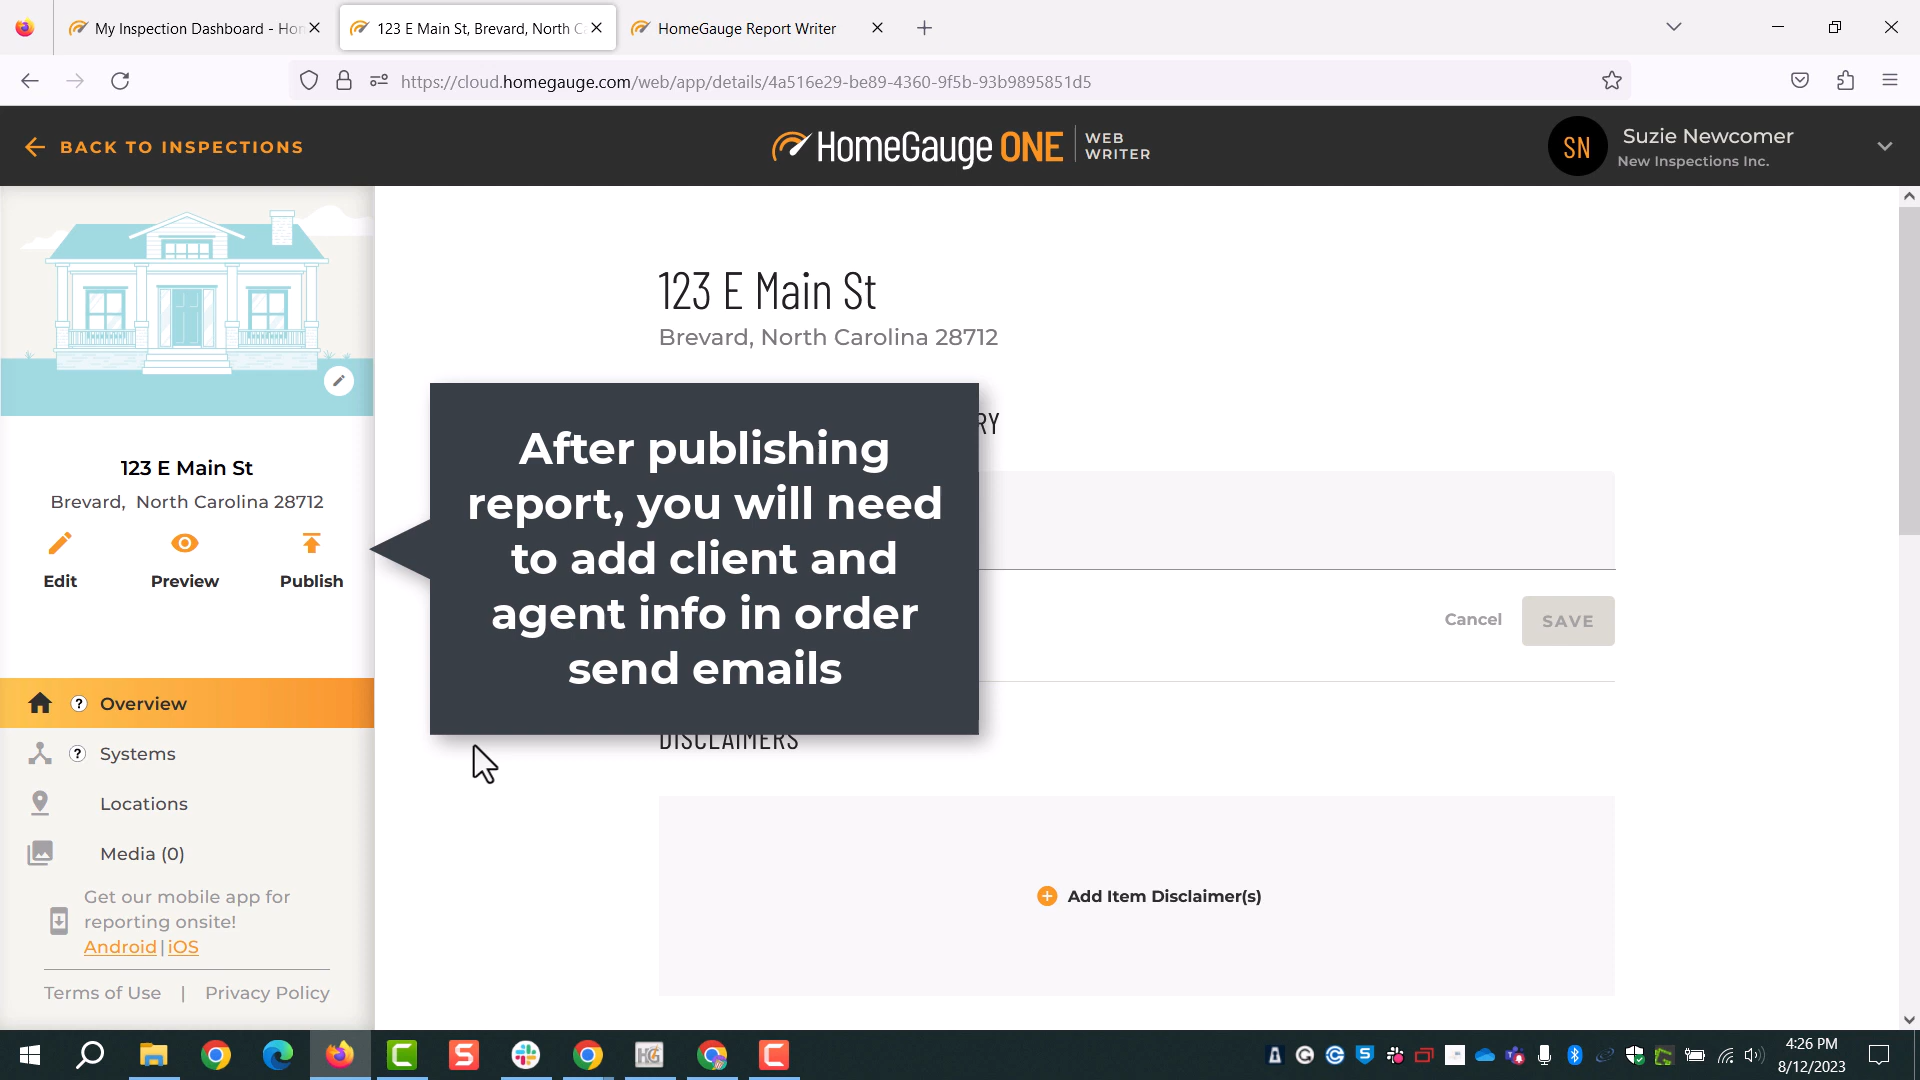 My Inspection Dashboard - Hom
123 E Main St, Brevard, North C
HomeGauge Report Writer
https://cloud.homegauge.com/web/app/details/4a516e29-be89-4360-9f5b-93b9895851d5
BACK TO INSPECTIONS
HomeGauge ONE
WEB
WRITER
SN
Suzie Newcomer
New Inspections Inc.
123 E Main St
Brevard, North Carolina 28712
123 E Main St
Brevard, North Carolina 28712
Edit
Preview
Publish
After publishing
report, you will need
to add client and
agent info in order
send emails
RY
Cancel
SAVE
DISCLAIMERS
Add Item Disclaimer(s)
? Overview
? Systems
Locations
Media (0)
Get our mobile app for
reporting onsite!
Android | iOS
Terms of Use | Privacy Policy
4:26 PM
8/12/2023